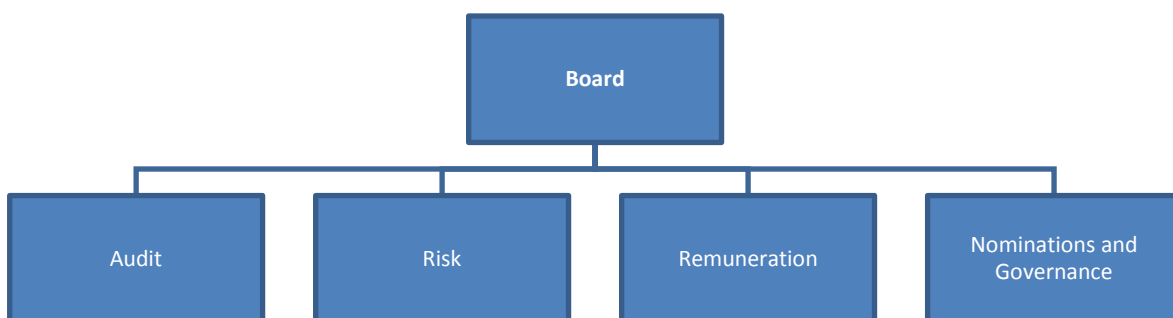 Board
Audit
Risk
Remuneration
Nominations and
Governance